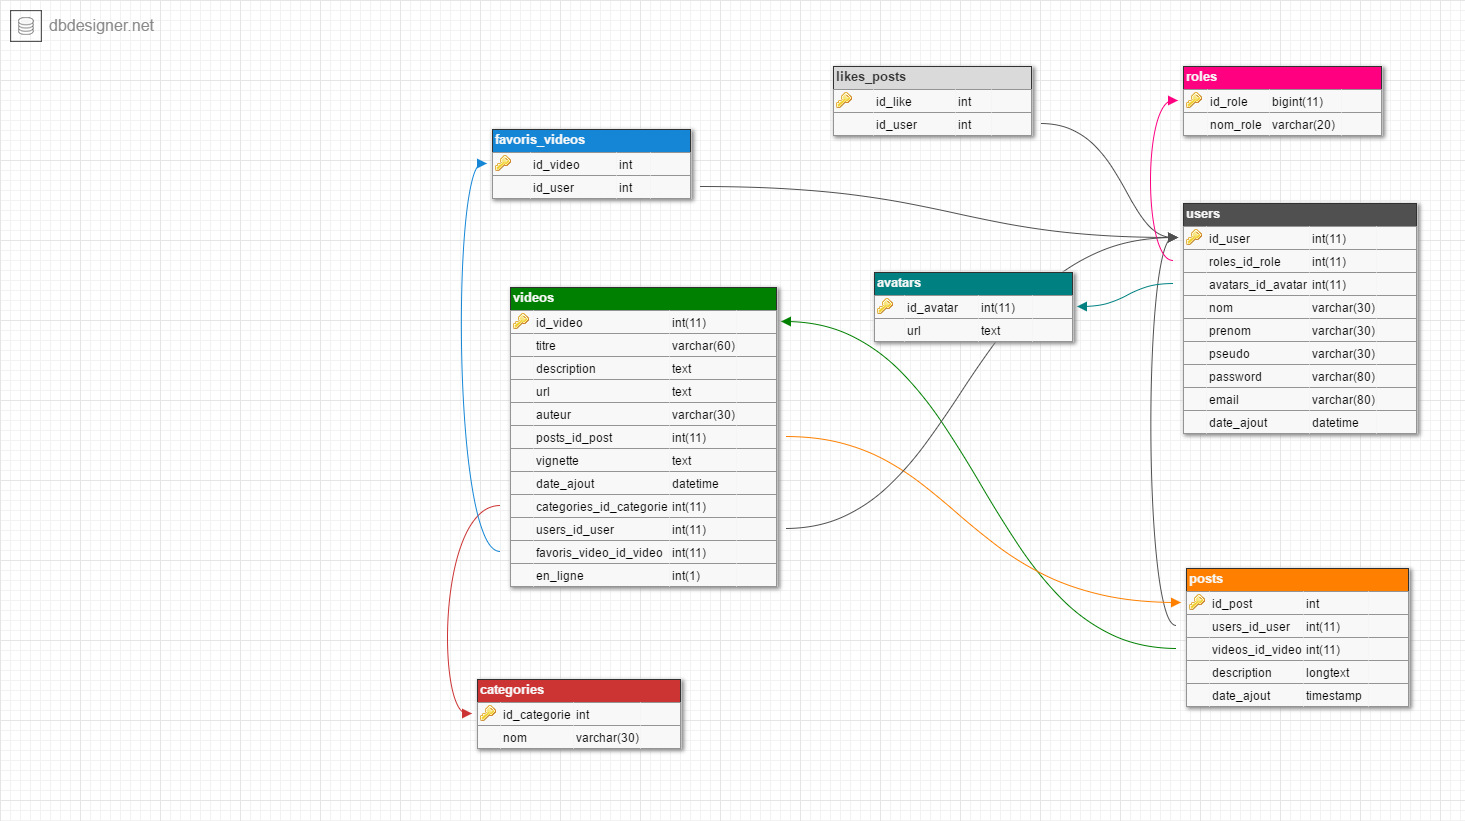 dbdesigner.net
likes_posts
id_like int
id_user int
roles
id_role bigint(11)
nom_role varchar(20)
favoris_videos
id_video int
id_user int
users
id_user int(11)
roles_id_role int(11)
avatars_id_avatar int(11)
nom varchar(30)
prenom varchar(30)
pseudo varchar(30)
password varchar(80)
email varchar(80)
date_ajout datetime
avatars
id_avatar int(11)
url text
videos
id_video int(11)
titre varchar(60)
description text
url text
auteur varchar(30)
posts_id_post int(11)
vignette text
date_ajout datetime
categories_id_categorie int(11)
users_id_user int(11)
favoris_video_id_video int(11)
en_ligne int(1)
posts
id_post int
users_id_user int(11)
videos_id_video int(11)
description longtext
date_ajout timestamp
categories
id_categorie int
nom varchar(30)